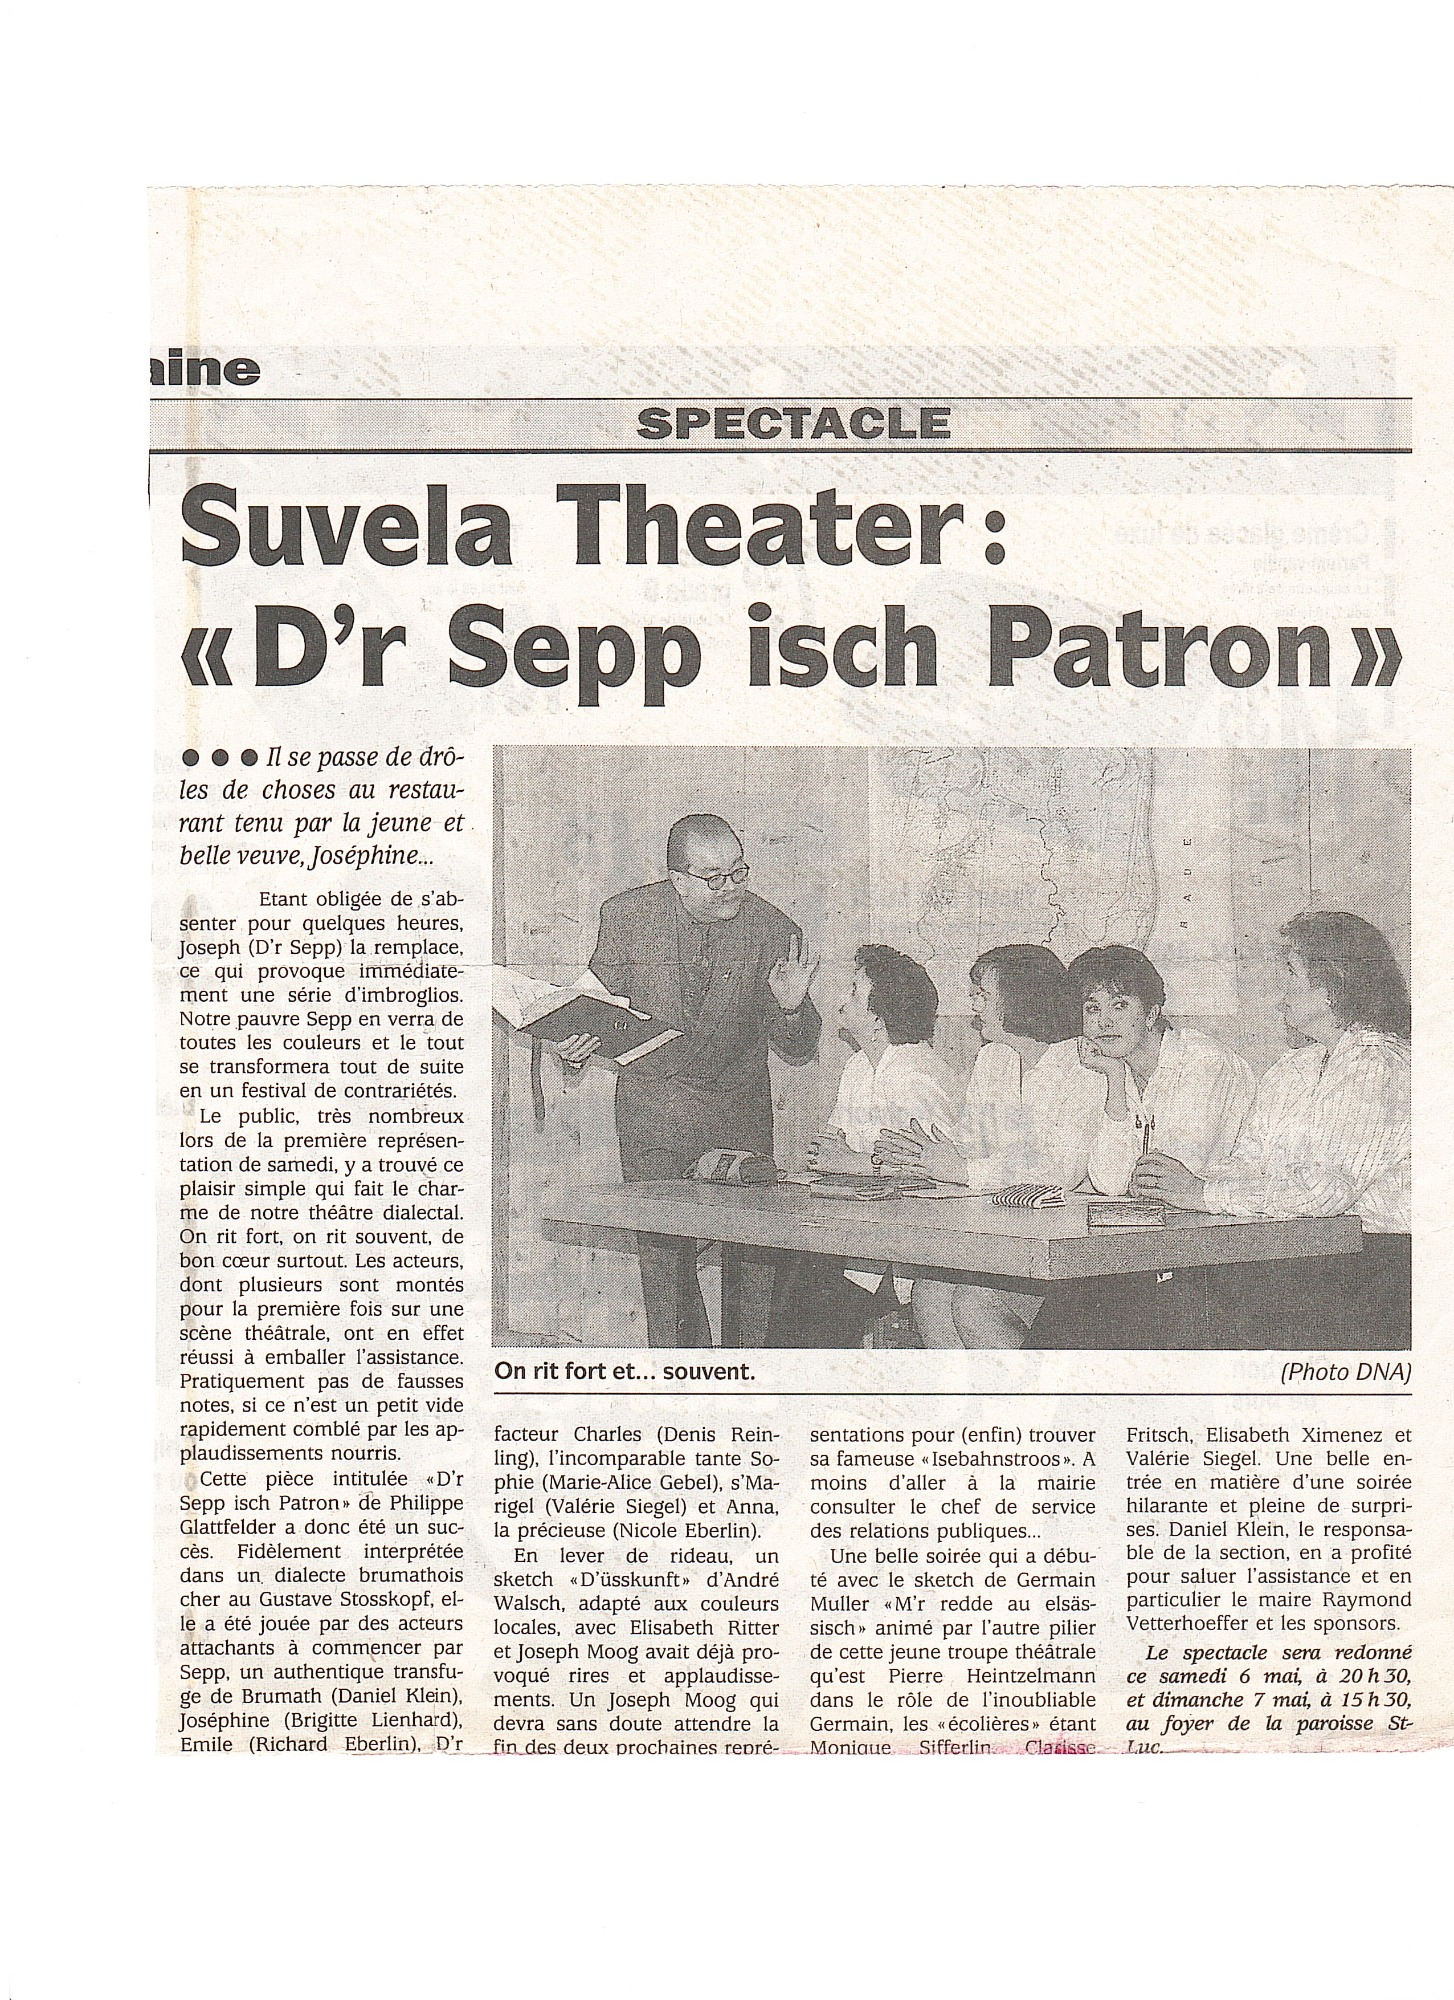 aine
SPECTACLE
Suvela Theater :
«D'r Sepp isch Patron»
● ● ● Il se passe de drô-
les de choses au restau-
rant tenu par la jeune et
belle veuve, Joséphine...
Etant obligée de s'ab-
senter pour quelques heures,
Joseph (D'r Sepp) la remplace,
ce qui provoque immédiate-
ment une série d'imbroglios.
Notre pauvre Sepp en verra de
toutes les couleurs et le tout
se transformera tout de suite
en un festival de contrariétés.
Le public, très nombreux
lors de la première représen-
tation de samedi, y a trouvé ce
plaisir simple qui fait le char-
me de notre théâtre dialectal.
On rit fort, on rit souvent, de
bon cœur surtout. Les acteurs,
dont plusieurs sont montés
pour la première fois sur une
scène théâtrale, ont en effet
réussi à emballer l'assistance.
Pratiquement pas de fausses
notes, si ce n'est un petit vide
rapidement comblé par les ap-
plaudissements nourris.
Cette pièce intitulée «D'r
Sepp isch Patron» de Philippe
Glattfelder a donc été un suc-
cès. Fidèlement interprétée
dans un dialecte brumathois
cher au Gustave Stosskopf, el-
le a été jouée par des acteurs
attachants à commencer par
Sepp, un authentique transfu-
ge de Brumath (Daniel Klein),
Joséphine (Brigitte Lienhard),
Emile (Richard Eberlin), D'r
RAUE
On rit fort et... souvent.
(Photo DNA)
facteur Charles (Denis Rein-
ling), l'incomparable tante So-
phie (Marie-Alice Gebel), s'Ma-
rigel (Valérie Siegel) et Anna,
la précieuse (Nicole Eberlin).
En lever de rideau, un
sketch «D'üsskunft» d'André
Walsch, adapté aux couleurs
locales, avec Elisabeth Ritter
et Joseph Moog avait déjà pro-
voqué rires et applaudisse-
ments. Un Joseph Moog qui
devra sans doute attendre la
fin des deux prochaines repré-
sentations pour (enfin) trouver
sa fameuse «Isebahnstroos». A
moins d'aller à la mairie
consulter le chef de service
des relations publiques...
Une belle soirée qui a débu-
té avec le sketch de Germain
Muller «M'r redde au elsäs-
sisch» animé par l'autre pilier
de cette jeune troupe théâtrale
qu'est Pierre Heintzelmann
dans le rôle de l'inoubliable
Germain, les «écolières» étant
Monique Sifferlin, Clarisse
Fritsch, Elisabeth Ximenez et
Valérie Siegel. Une belle en-
trée en matière d'une soirée
hilarante et pleine de surpri-
ses. Daniel Klein, le responsa-
ble de la section, en a profité
pour saluer l'assistance et en
particulier le maire Raymond
Vetterhoeffer et les sponsors.
Le spectacle sera redonné
ce samedi 6 mai, à 20 h 30,
et dimanche 7 mai, à 15 h 30,
au foyer de la paroisse St-
Luc.